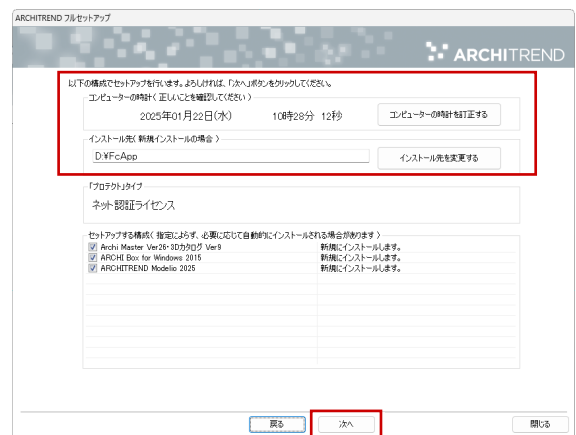 ARCHITREND フルセットアップ
ARCHITREND
以下の構成でセットアップを行います。よろしければ、「次へ」ボタンをクリックしてください。
コンピューターの時計( 正しいことを確認してください )
2025年01月22日(水) 10時28分 12秒 コンピューターの時計を訂正する
インストール先( 新規インストールの場合 )
D:¥FcApp インストール先を変更する
「プロテクト」タイプ
ネット認証ライセンス
セットアップする構成( 指定によらず、必要に応じて自動的にインストールされる場合があります )
Archi Master Ver26・3Dカタログ Ver9 新規にインストールします。
ARCHI Box for Windows 2015 新規にインストールします。
ARCHITREND Modelio 2025 新規にインストールします。
戻る 次へ 閉じる